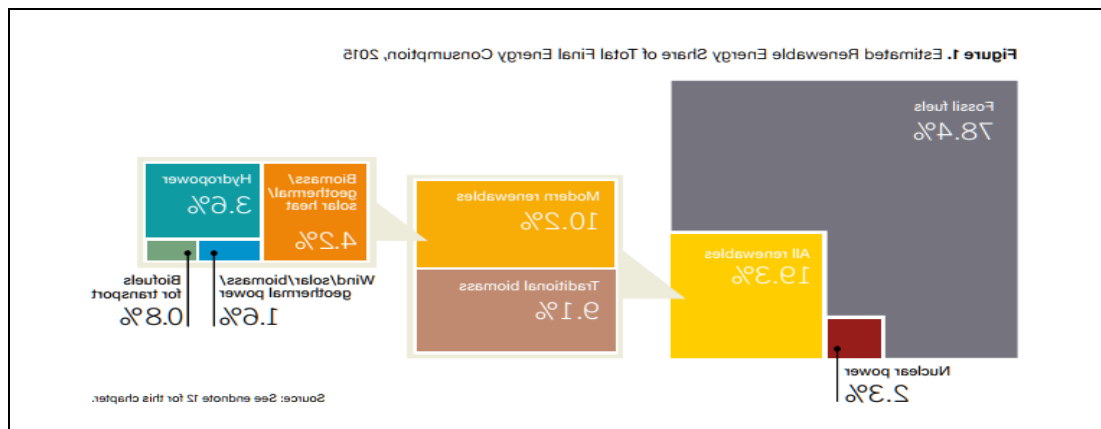 Figure 1. Estimated Renewable Energy Share of Total Final Energy Consumption, 2015
Fossil fuels
78.4%
All renewables
19.3%
Nuclear power
2.3%
Modern renewables
10.2%
Traditional biomass
9.1%
Biomass/
geothermal/
solar heat
4.2%
Hydropower
3.6%
Wind/solar/biomass/
geothermal power
1.6%
Biofuels
for transport
0.8%
Source: See endnote 12 for this chapter.